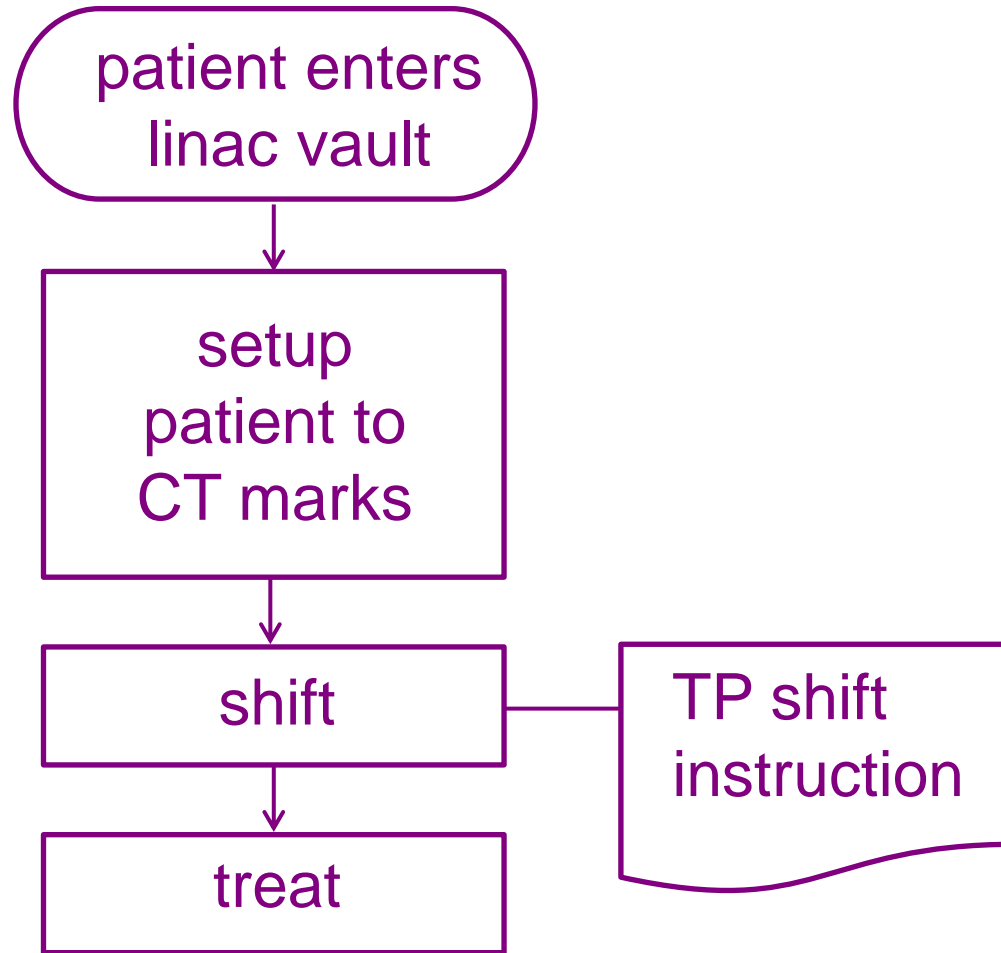 patient enters
linac vault
setup
patient to
CT marks
shift
TP shift
instruction
treat